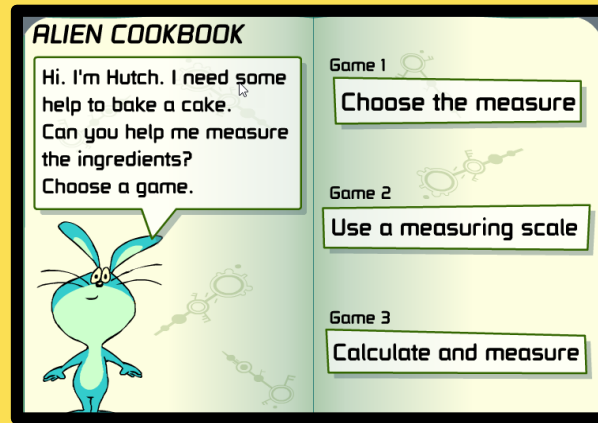 ALIEN COOKBOOK
Hi. I'm Hutch. I need some
help to bake a cake.
Can you help me measure
the ingredients?
Choose a game.
Game 1
Choose the measure
Game 2
Use a measuring scale
Game 3
Calculate and measure